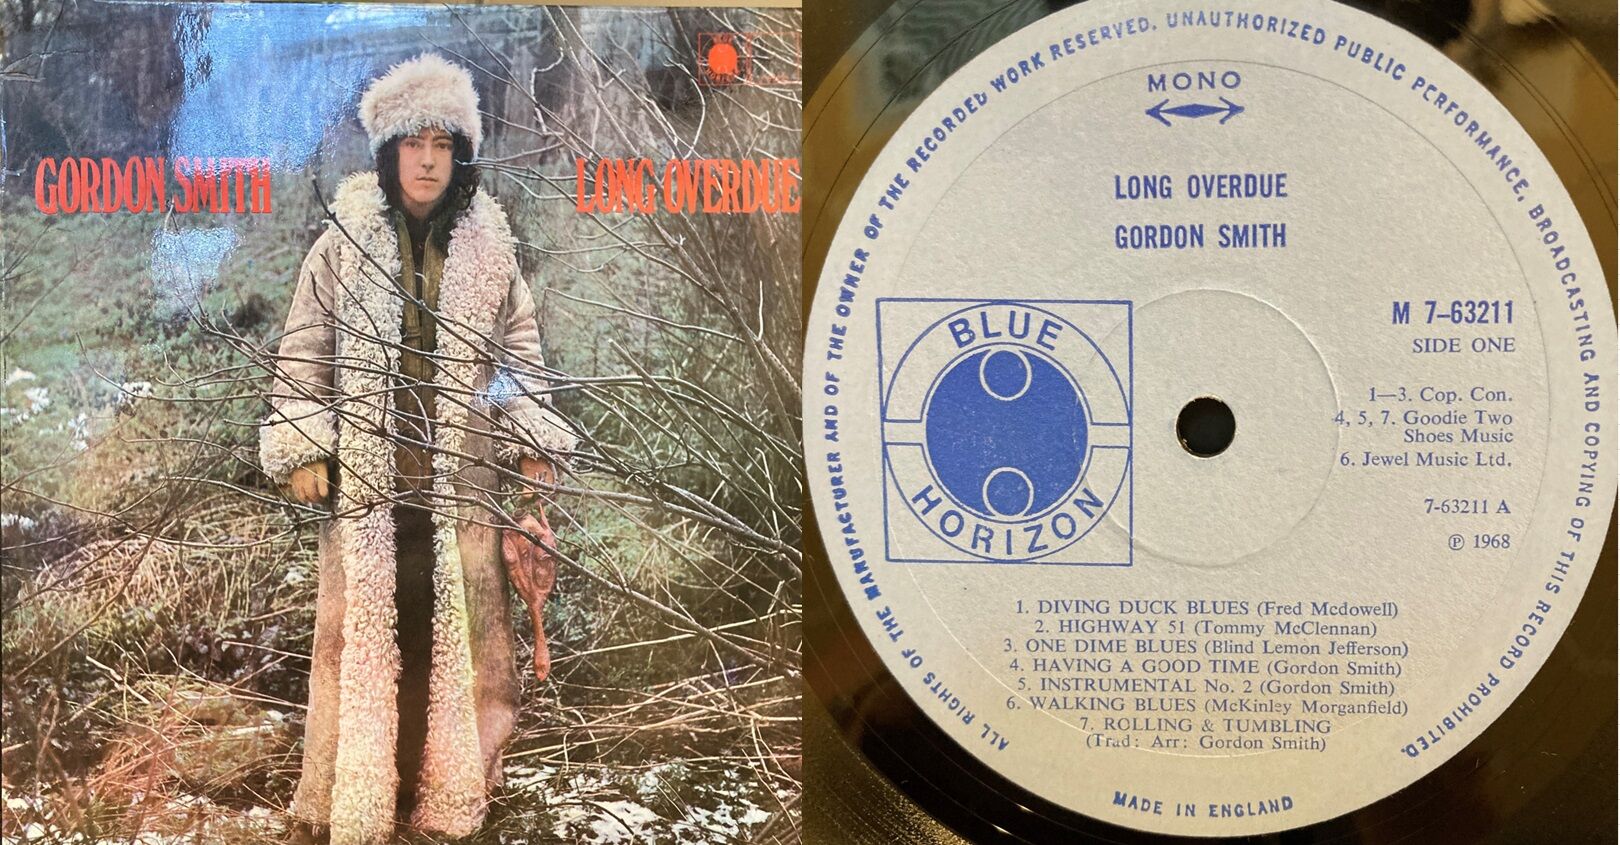 GORDON SMITH
LONG OVERDUE
ALL RIGHTS OF THE MANUFACTURER AND OF THE OWNER OF THE RECORDED WORK RESERVED. UNAUTHORIZED PUBLIC PERFORMANCE, BROADCASTING AND COPYING OF THIS RECORD PROHIBITED.
MONO
LONG OVERDUE
GORDON SMITH
BLUE
HORIZON
M 7-63211
SIDE ONE
1—3. Cop. Con.
4, 5, 7. Goodie Two
Shoes Music
6. Jewel Music Ltd.
7-63211 A
℗ 1968
1. DIVING DUCK BLUES (Fred Mcdowell)
2. HIGHWAY 51 (Tommy McClennan)
3. ONE DIME BLUES (Blind Lemon Jefferson)
4. HAVING A GOOD TIME (Gordon Smith)
5. INSTRUMENTAL No. 2 (Gordon Smith)
6. WALKING BLUES (McKinley Morganfield)
7. ROLLING & TUMBLING
(Trad: Arr: Gordon Smith)
MADE IN ENGLAND